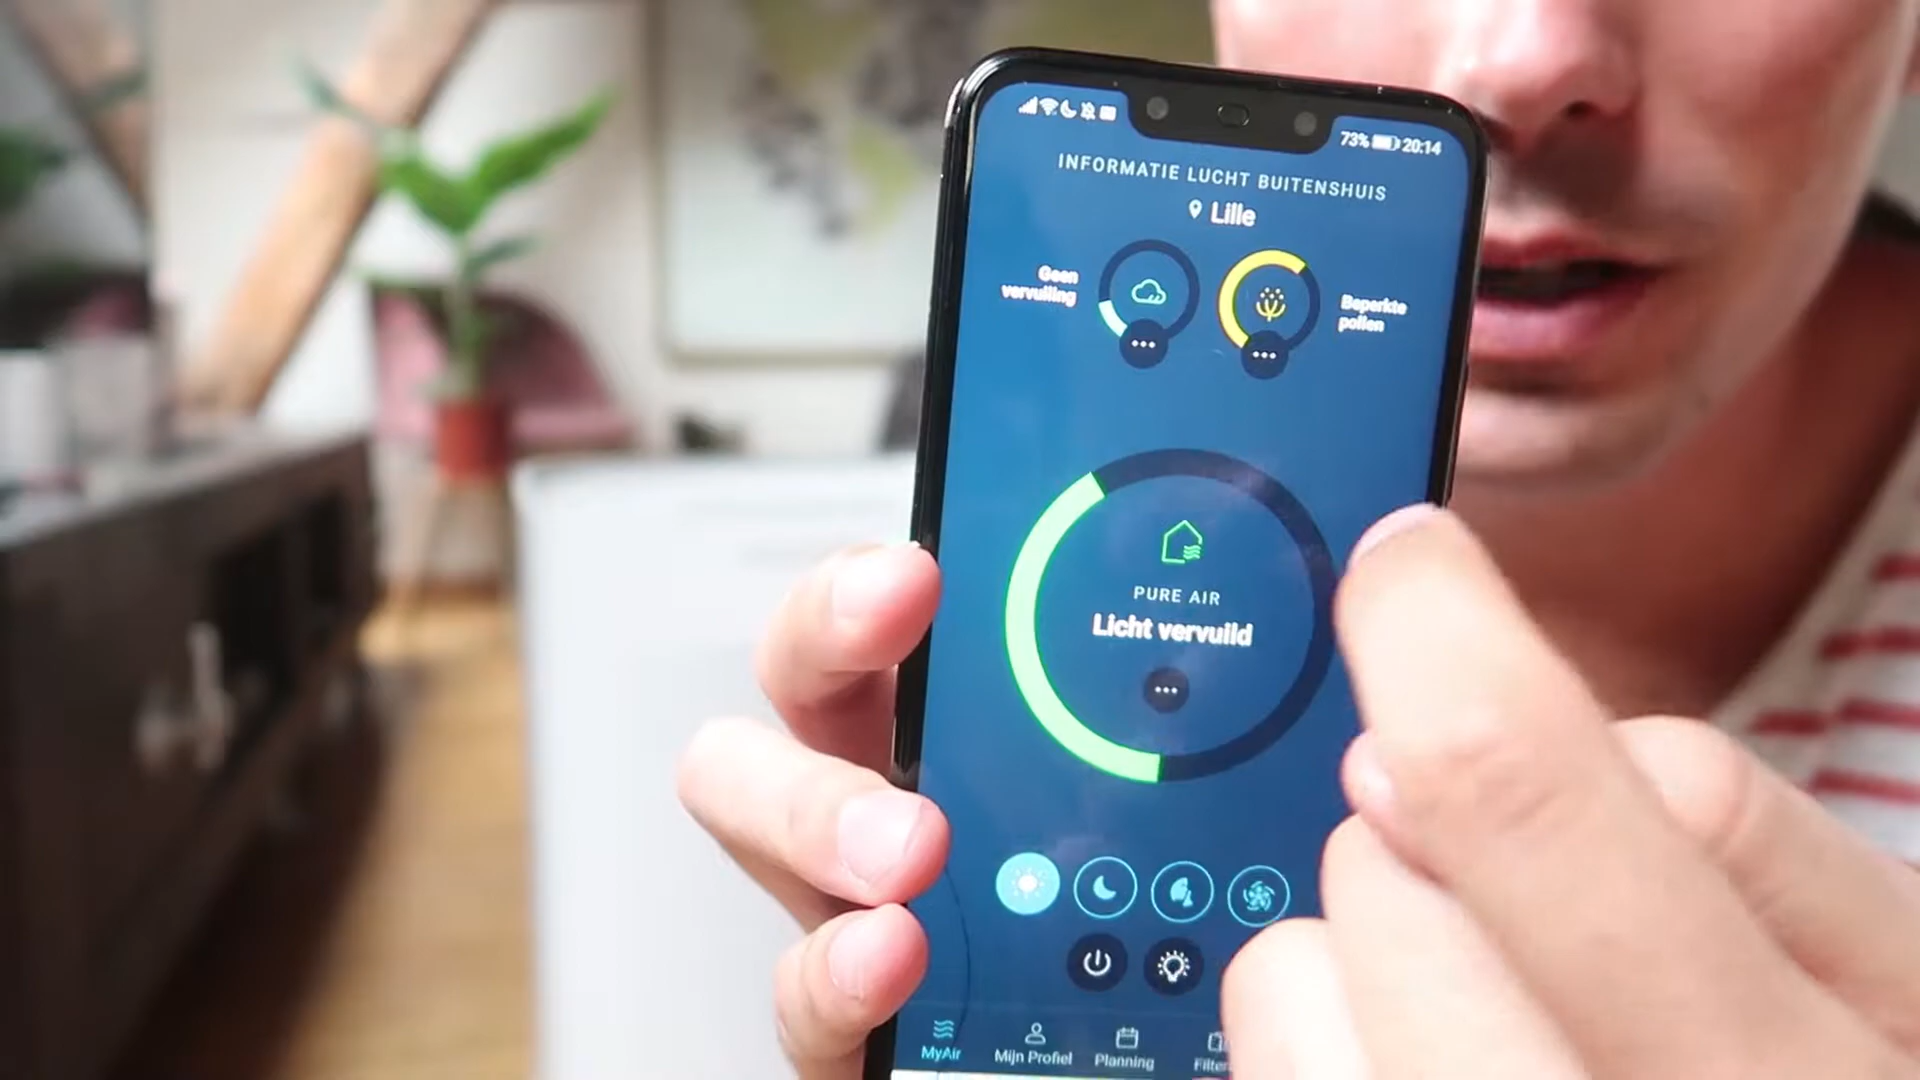 73% 20:14
INFORMATIE LUCHT BUITENSHUIS
Lille
Geen
vervuiling
Beperkte
pollen
PURE AIR
Licht vervuild
MyAir
Mijn Profiel
Planning
Filter